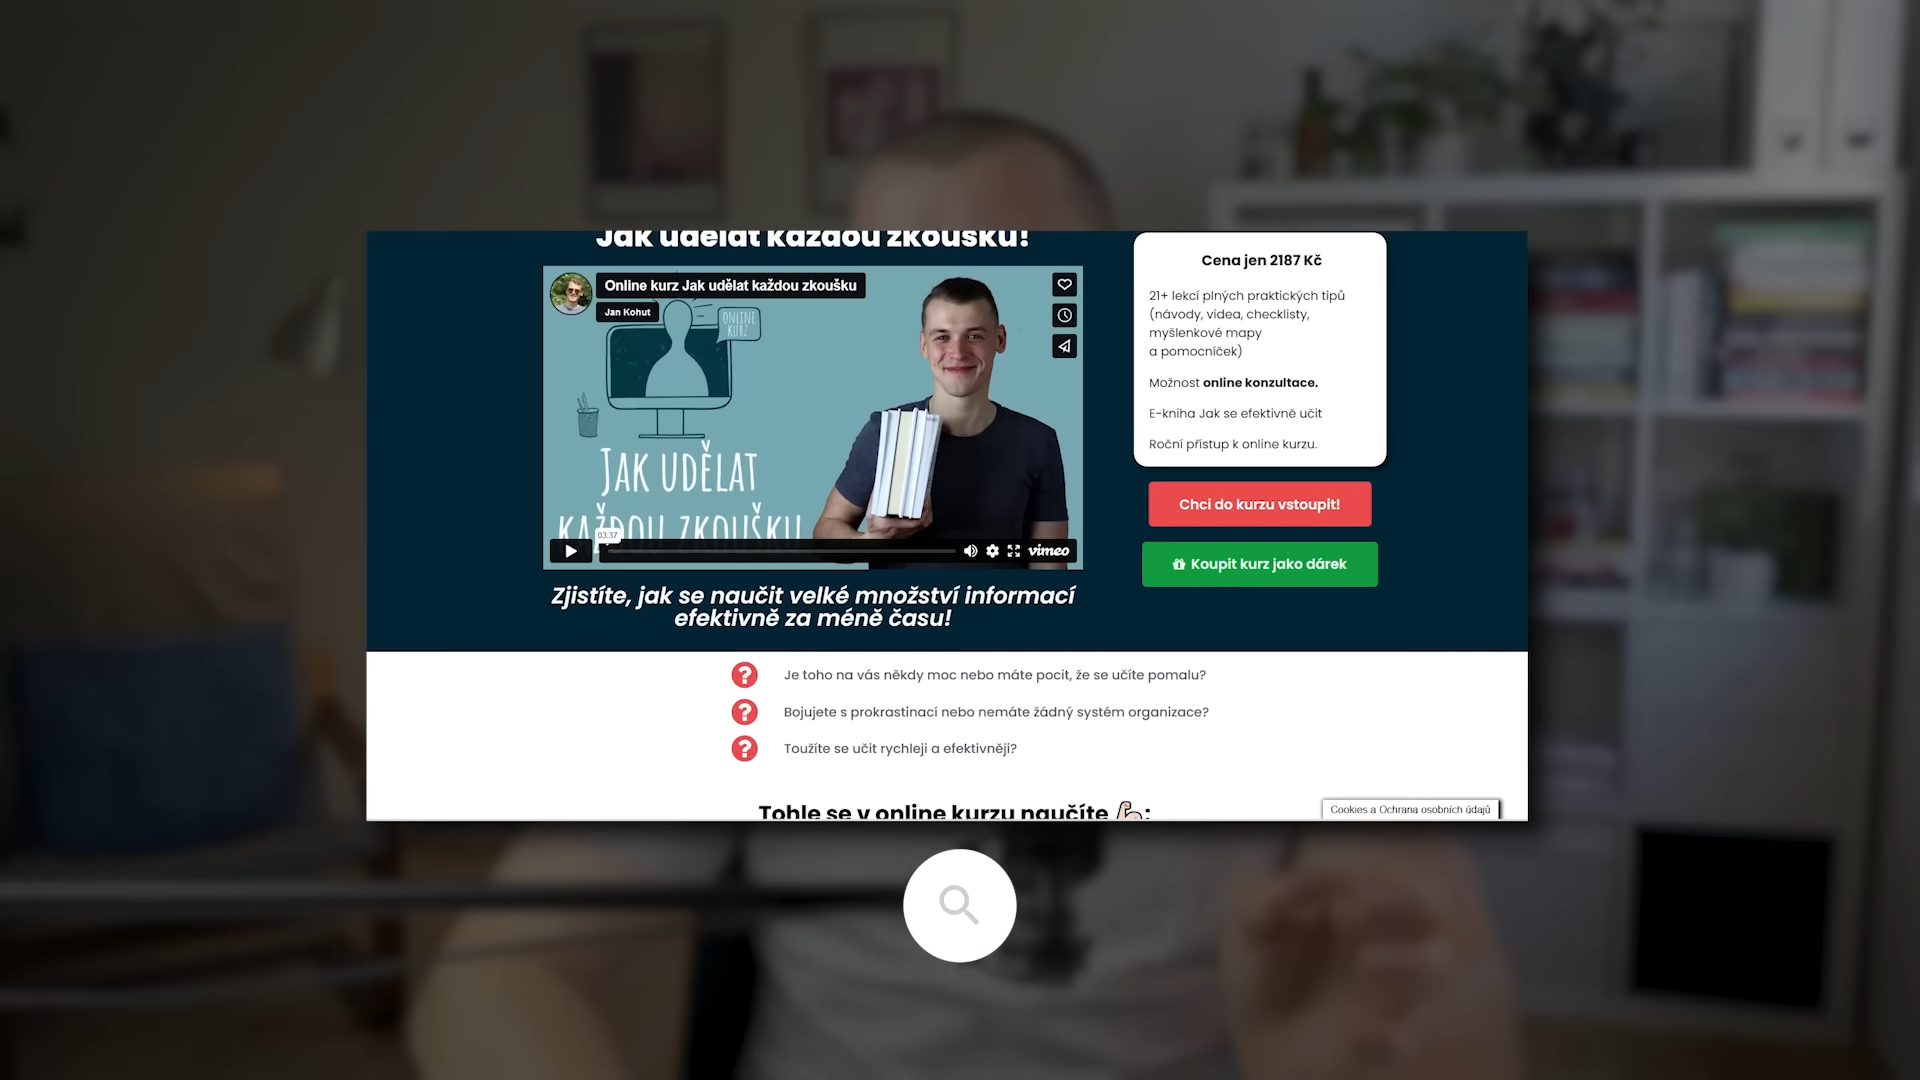 Jak udělat každou zkoušku!
Online kurz Jak udělat každou zkoušku
Jan Kohut
ONLINE
KURZ
JAK UDĚLAT
KAŽDOU ZKOUŠKU
03:37
vimeo
Zjistíte, jak se naučit velké množství informací
efektivně za méně času!
Cena jen 2187 Kč
21+ lekcí plných praktických tipů
(návody, videa, checklisty,
myšlenkové mapy
a pomocníček)
Možnost online konzultace.
E-kniha Jak se efektivně učit
Roční přístup k online kurzu.
Chci do kurzu vstoupit!
Koupit kurz jako dárek
Je toho na vás někdy moc nebo máte pocit, že se učíte pomalu?
Bojujete s prokrastinací nebo nemáte žádný systém organizace?
Toužíte se učit rychleji a efektivněji?
Tohle se v online kurzu naučíte 💪:
Cookies a Ochrana osobních údajů